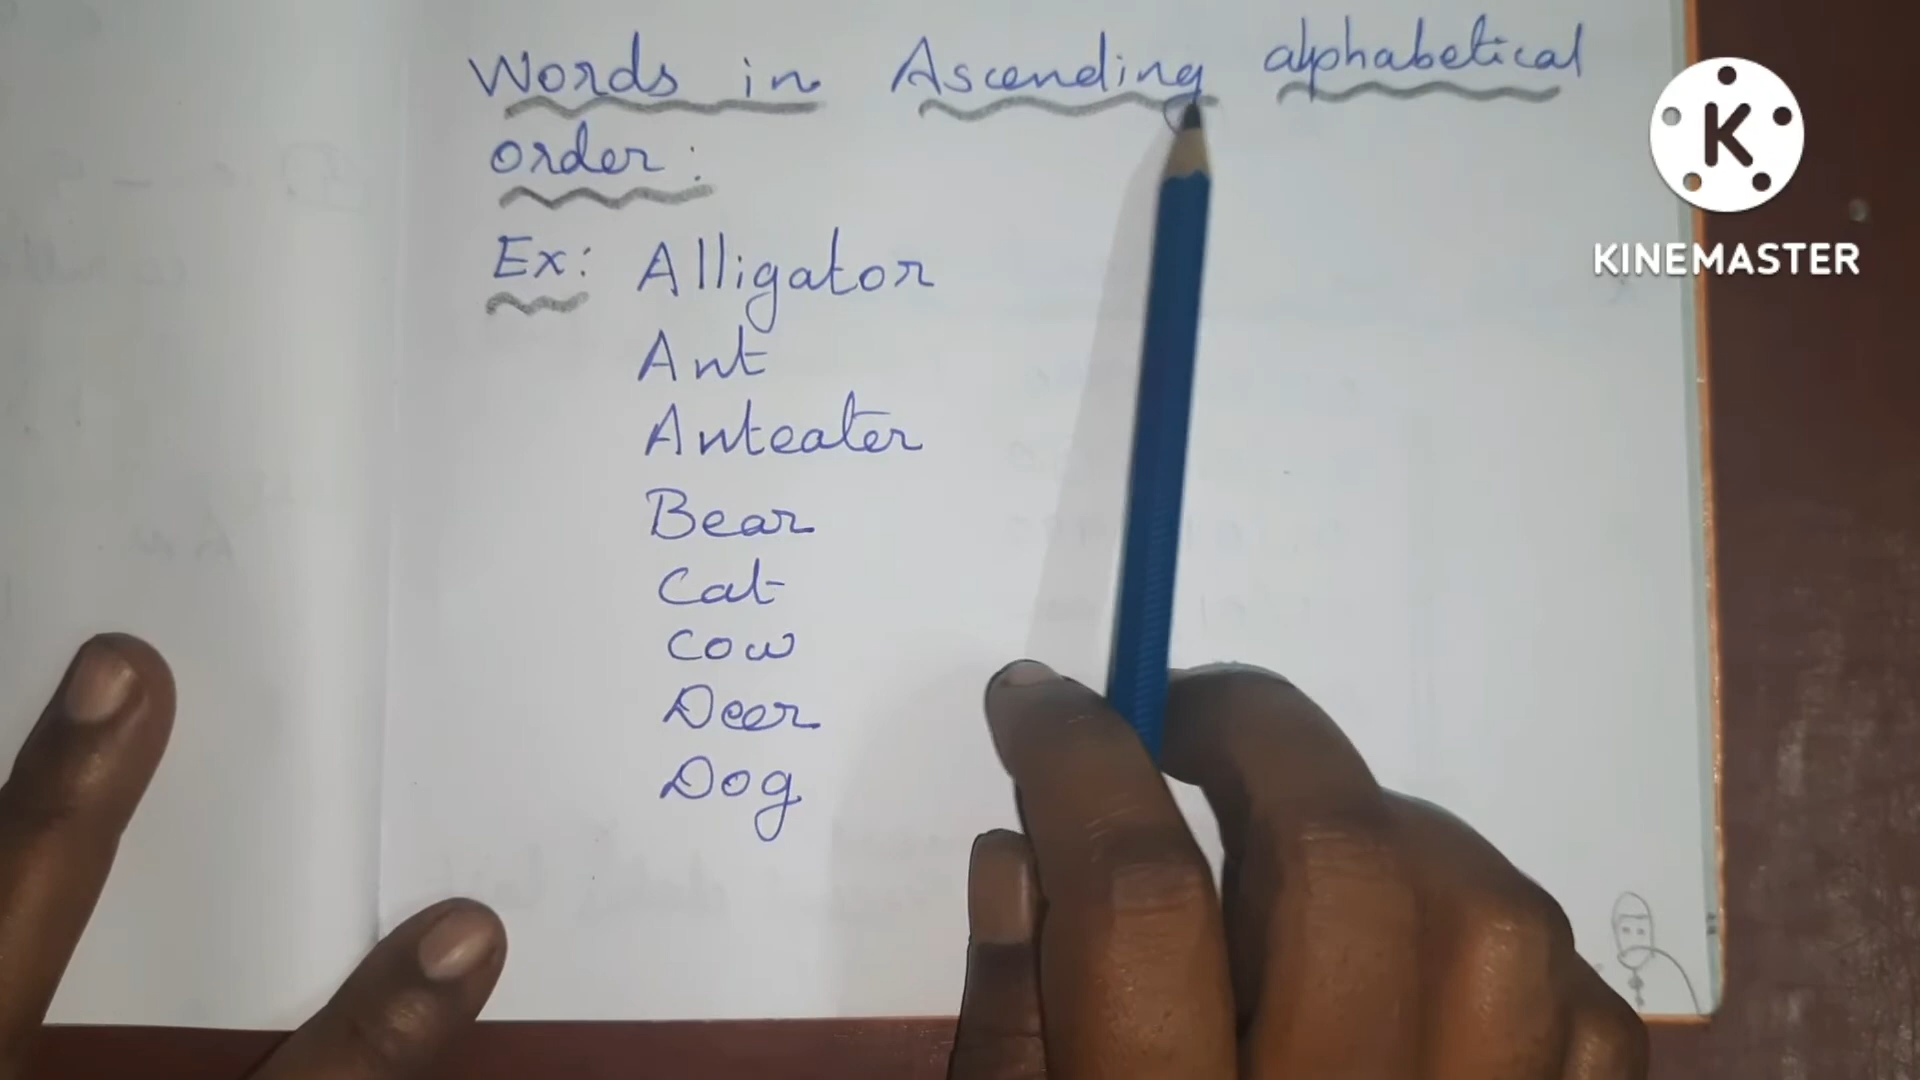 Words in Ascending alphabetical
order:
Ex: Alligator
Ant
Anteater
Bear
Cat
Cow
Deer
Dog
K
KINEMASTER